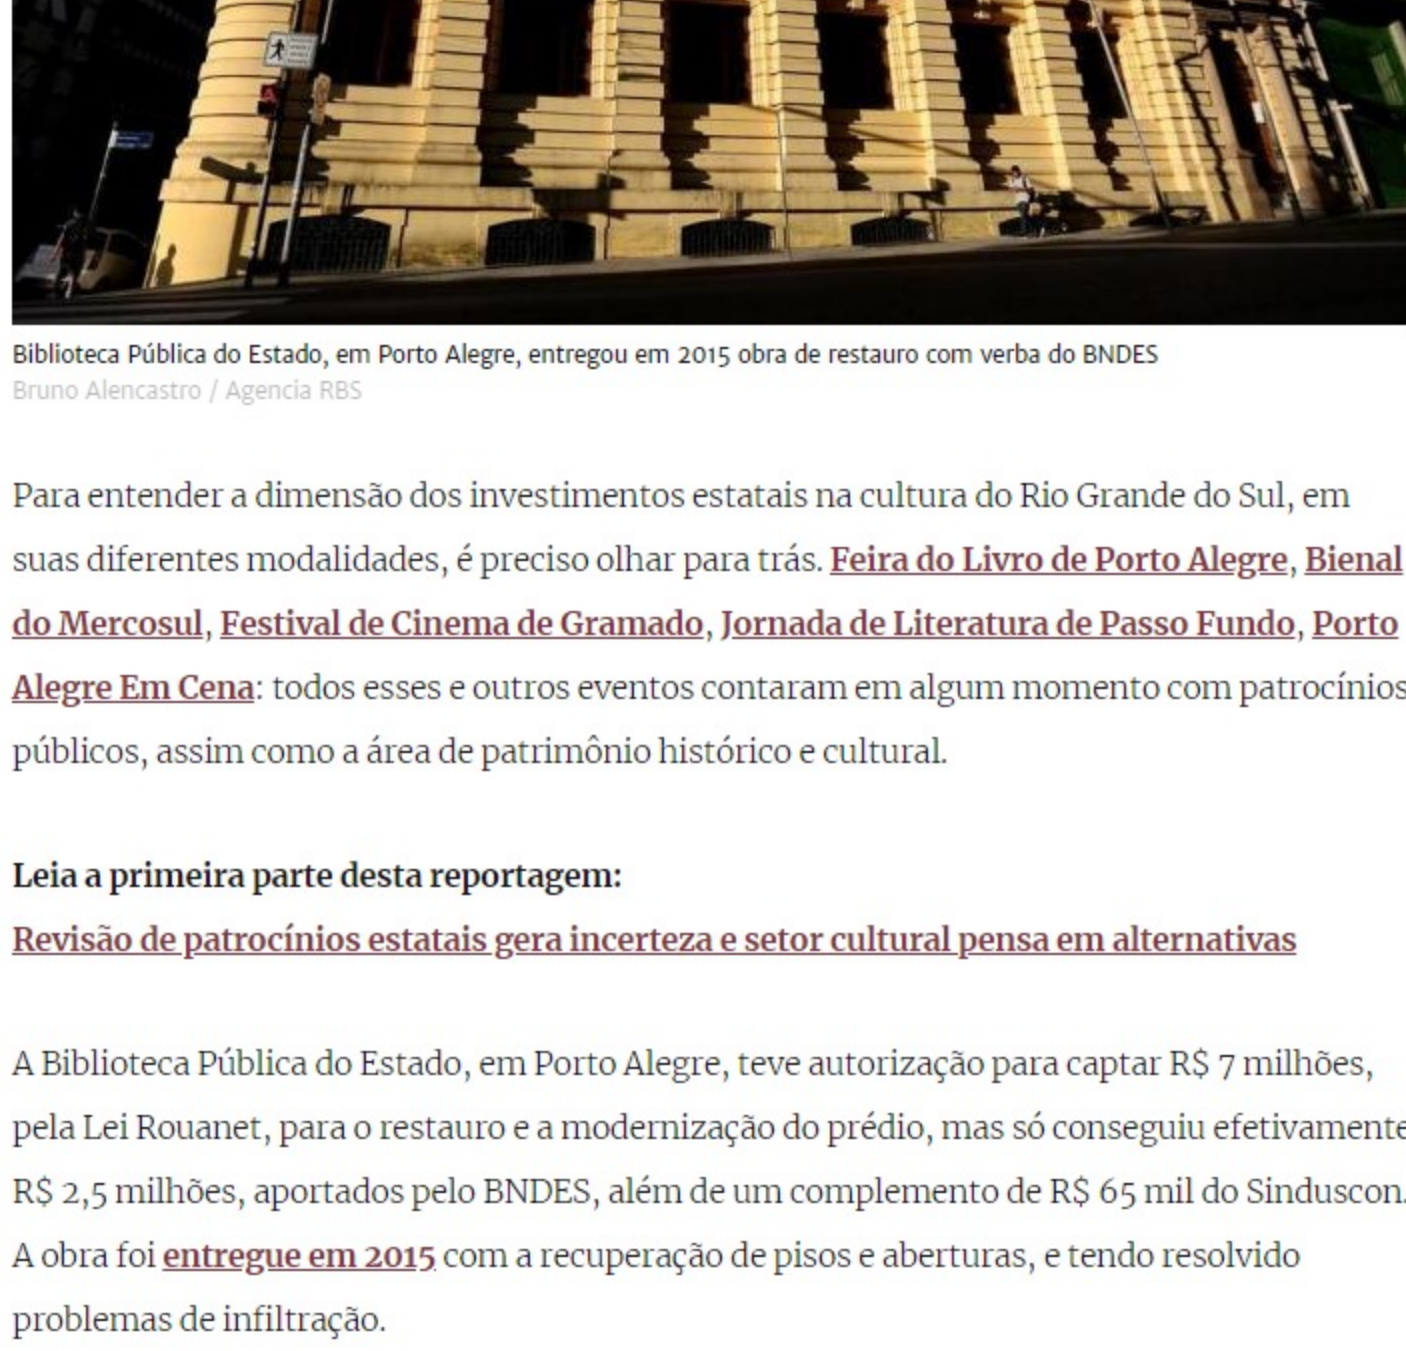 Biblioteca Pública do Estado, em Porto Alegre, entregou em 2015 obra de restauro com verba do BNDES
Bruno Alencastro / Agencia RBS
Para entender a dimensão dos investimentos estatais na cultura do Rio Grande do Sul, em
suas diferentes modalidades, é preciso olhar para trás. Feira do Livro de Porto Alegre, Bienal
do Mercosul, Festival de Cinema de Gramado, Jornada de Literatura de Passo Fundo, Porto
Alegre Em Cena: todos esses e outros eventos contaram em algum momento com patrocínios
públicos, assim como a área de patrimônio histórico e cultural.
Leia a primeira parte desta reportagem:
Revisão de patrocínios estatais gera incerteza e setor cultural pensa em alternativas
A Biblioteca Pública do Estado, em Porto Alegre, teve autorização para captar R$ 7 milhões,
pela Lei Rouanet, para o restauro e a modernização do prédio, mas só conseguiu efetivamente
R$ 2,5 milhões, aportados pelo BNDES, além de um complemento de R$ 65 mil do Sinduscon.
A obra foi entregue em 2015 com a recuperação de pisos e aberturas, e tendo resolvido
problemas de infiltração.